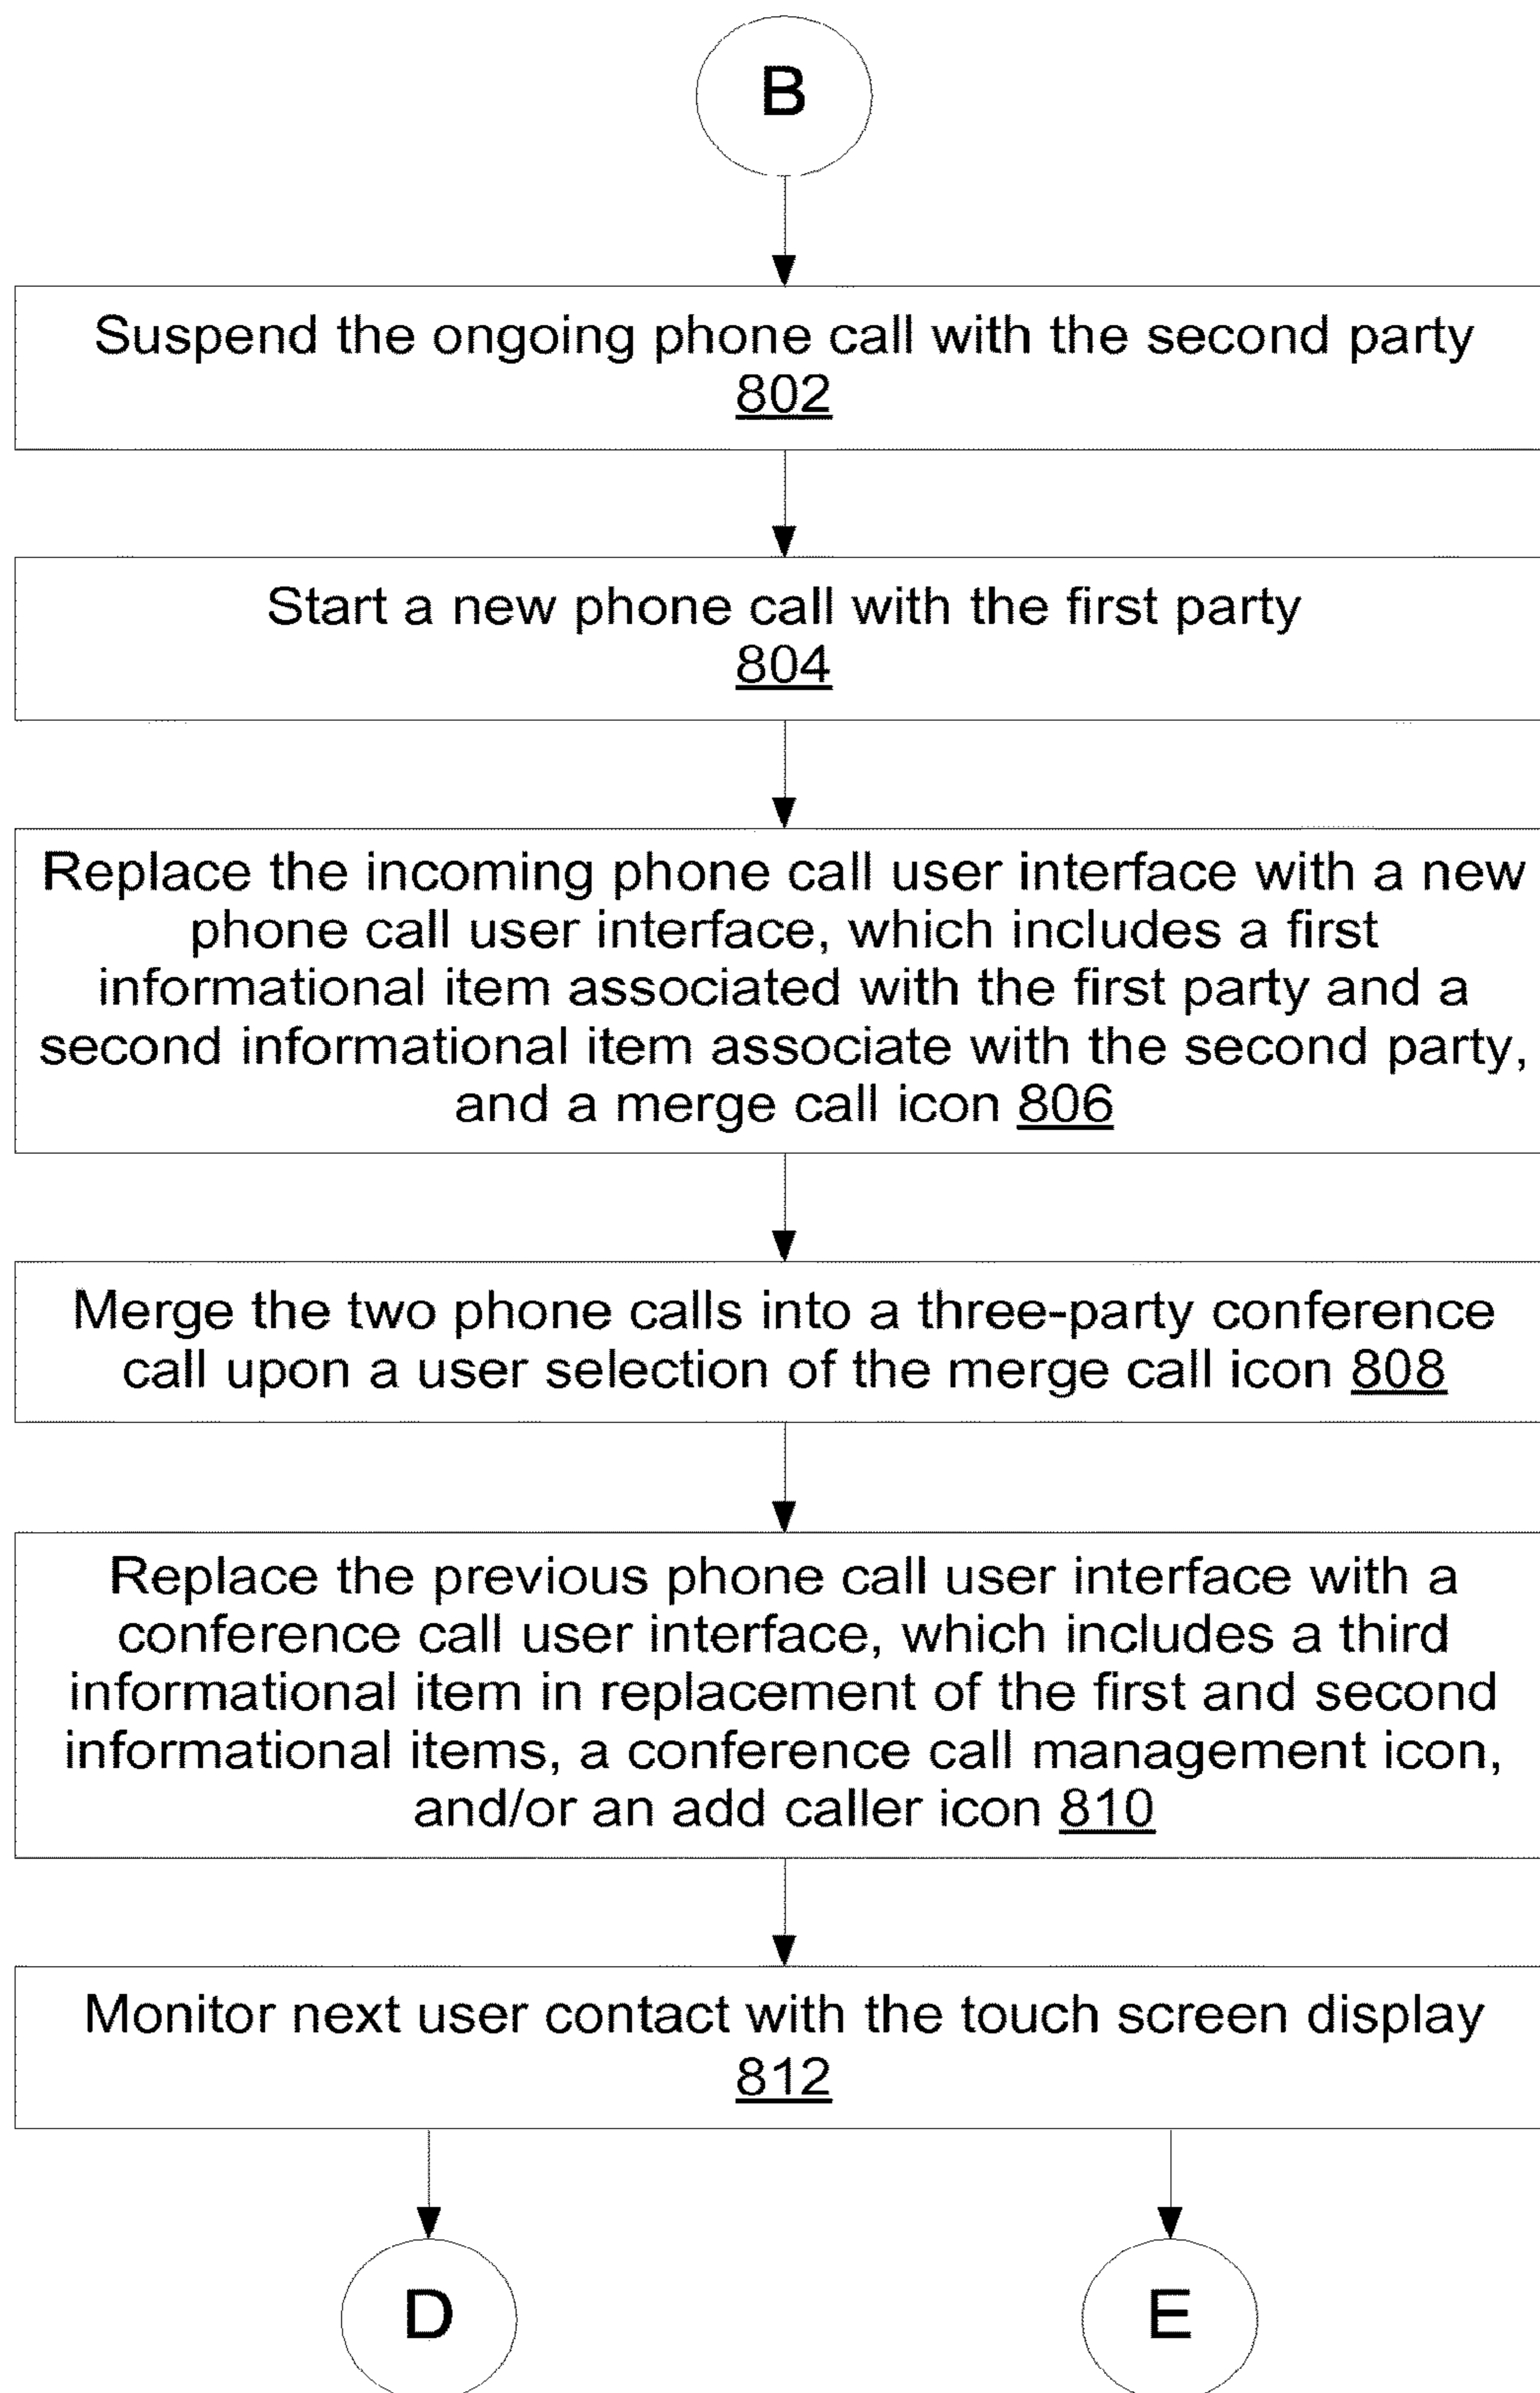 B
Suspend the ongoing phone call with the second party
802
Start a new phone call with the first party
804
Replace the incoming phone call user interface with a new
phone call user interface, which includes a first
informational item associated with the first party and a
second informational item associate with the second party,
and a merge call icon 806
Merge the two phone calls into a three-party conference
call upon a user selection of the merge call icon 808
Replace the previous phone call user interface with a
conference call user interface, which includes a third
informational item in replacement of the first and second
informational items, a conference call management icon,
and/or an add caller icon 810
Monitor next user contact with the touch screen display
812
D
E